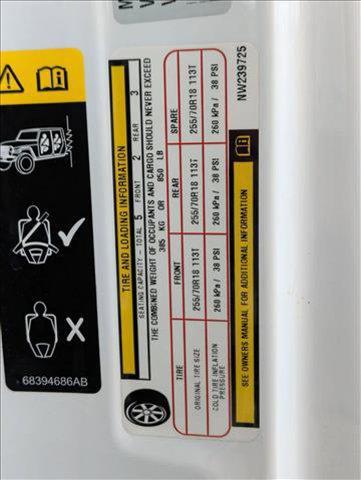 68394686AB
TIRE AND LOADING INFORMATION
SEATING CAPACITY - TOTAL 5 FRONT 2 REAR 3
THE COMBINED WEIGHT OF OCCUPANTS AND CARGO SHOULD NEVER EXCEED
385 KG OR 850 LB
TIRE FRONT REAR SPARE
ORIGINAL TIRE SIZE 255/70R18 113T 255/70R18 113T 255/70R18 113T
COLD TIRE INFLATION PRESSURE 260 kPa / 38 PSI 260 kPa / 38 PSI 260 kPa / 38 PSI
SEE OWNERS MANUAL FOR ADDITIONAL INFORMATION
NW239725